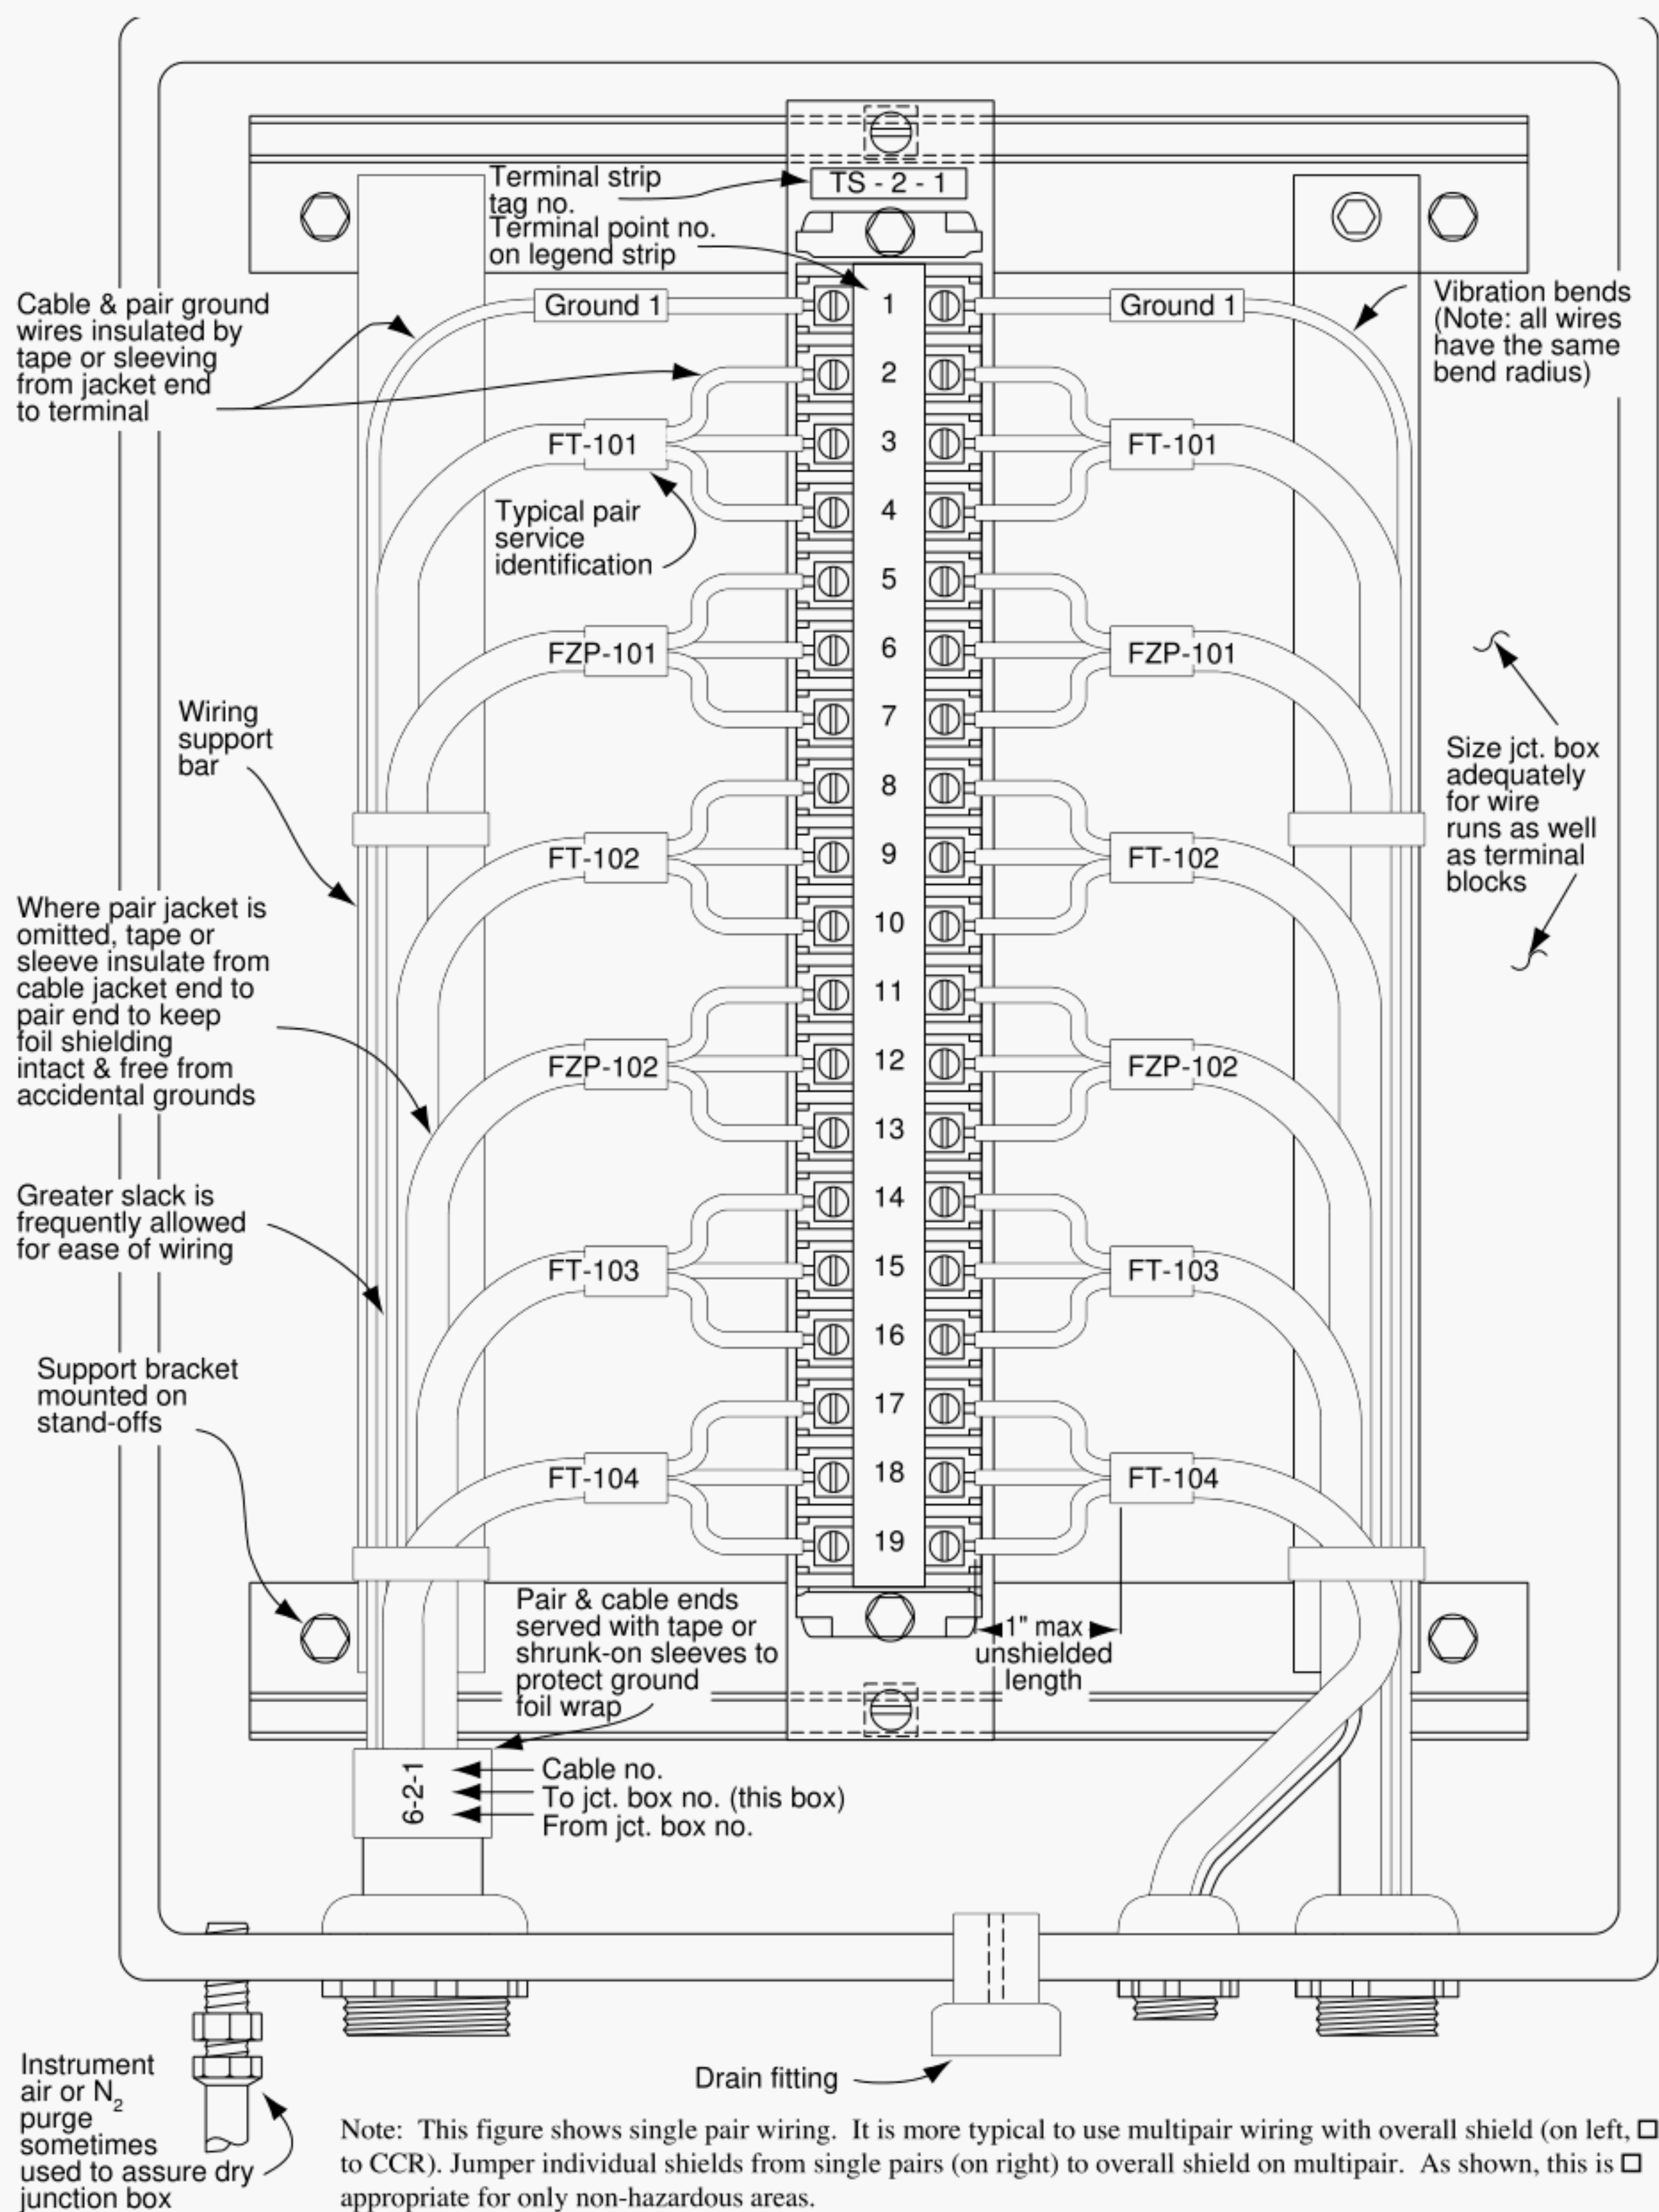 TS - 2 - 1
Terminal strip
tag no.
Terminal point no.
on legend strip
Cable & pair ground
wires insulated by
tape or sleeving
from jacket end
to terminal
Vibration bends
(Note: all wires
have the same
bend radius)
Ground 1
1
Ground 1
2
FT-101
3
FT-101
4
Typical pair
service
identification
5
FZP-101
6
FZP-101
7
Wiring
support
bar
Size jct. box
adequately
for wire
runs as well
as terminal
blocks
8
FT-102
9
FT-102
10
Where pair jacket is
omitted, tape or
sleeve insulate from
cable jacket end to
pair end to keep
foil shielding
intact & free from
accidental grounds
11
FZP-102
12
FZP-102
13
Greater slack is
frequently allowed
for ease of wiring
14
FT-103
15
FT-103
16
Support bracket
mounted on
stand-offs
17
FT-104
18
FT-104
19
Pair & cable ends
served with tape or
shrunk-on sleeves to
protect ground
foil wrap
1" max
unshielded
length
6-2-1
Cable no.
To jct. box no. (this box)
From jct. box no.
Drain fitting
Instrument
air or N2
purge
sometimes
used to assure dry
junction box
Note: This figure shows single pair wiring. It is more typical to use multipair wiring with overall shield (on left, □
to CCR). Jumper individual shields from single pairs (on right) to overall shield on multipair. As shown, this is □
appropriate for only non-hazardous areas.